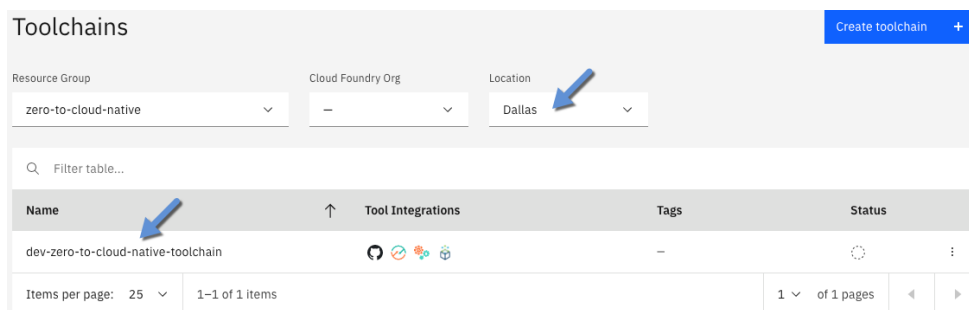 Toolchains
Create toolchain +
Resource Group Cloud Foundry Org Location
zero-to-cloud-native – Dallas
Filter table...
Name ↑ Tool Integrations Tags Status
dev-zero-to-cloud-native-toolchain –
Items per page: 25 1–1 of 1 items 1 of 1 pages